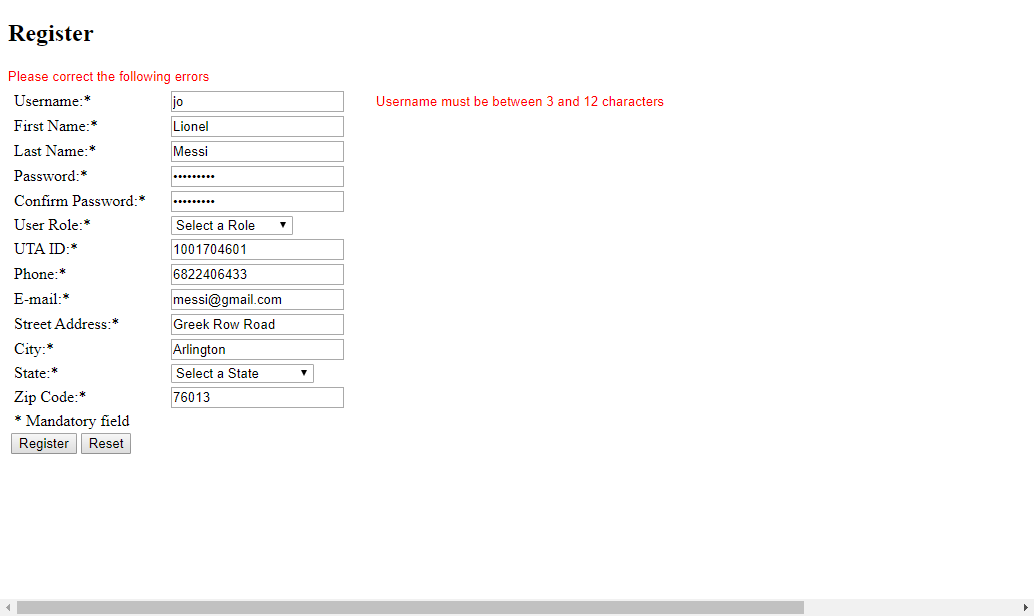 Register
Please correct the following errors
Username:* jo Username must be between 3 and 12 characters
First Name:* Lionel
Last Name:* Messi
Password:* •••••••••
Confirm Password:* •••••••••
User Role:* Select a Role
UTA ID:* 1001704601
Phone:* 6822406433
E-mail:* messi@gmail.com
Street Address:* Greek Row Road
City:* Arlington
State:* Select a State
Zip Code:* 76013
* Mandatory field
Register Reset